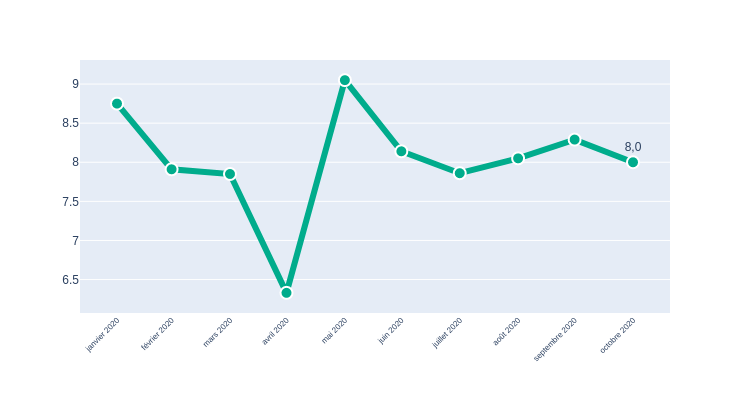 9
8.5
8
7.5
7
6.5
8,0
janvier 2020
février 2020
mars 2020
avril 2020
mai 2020
juin 2020
juillet 2020
août 2020
septembre 2020
octobre 2020